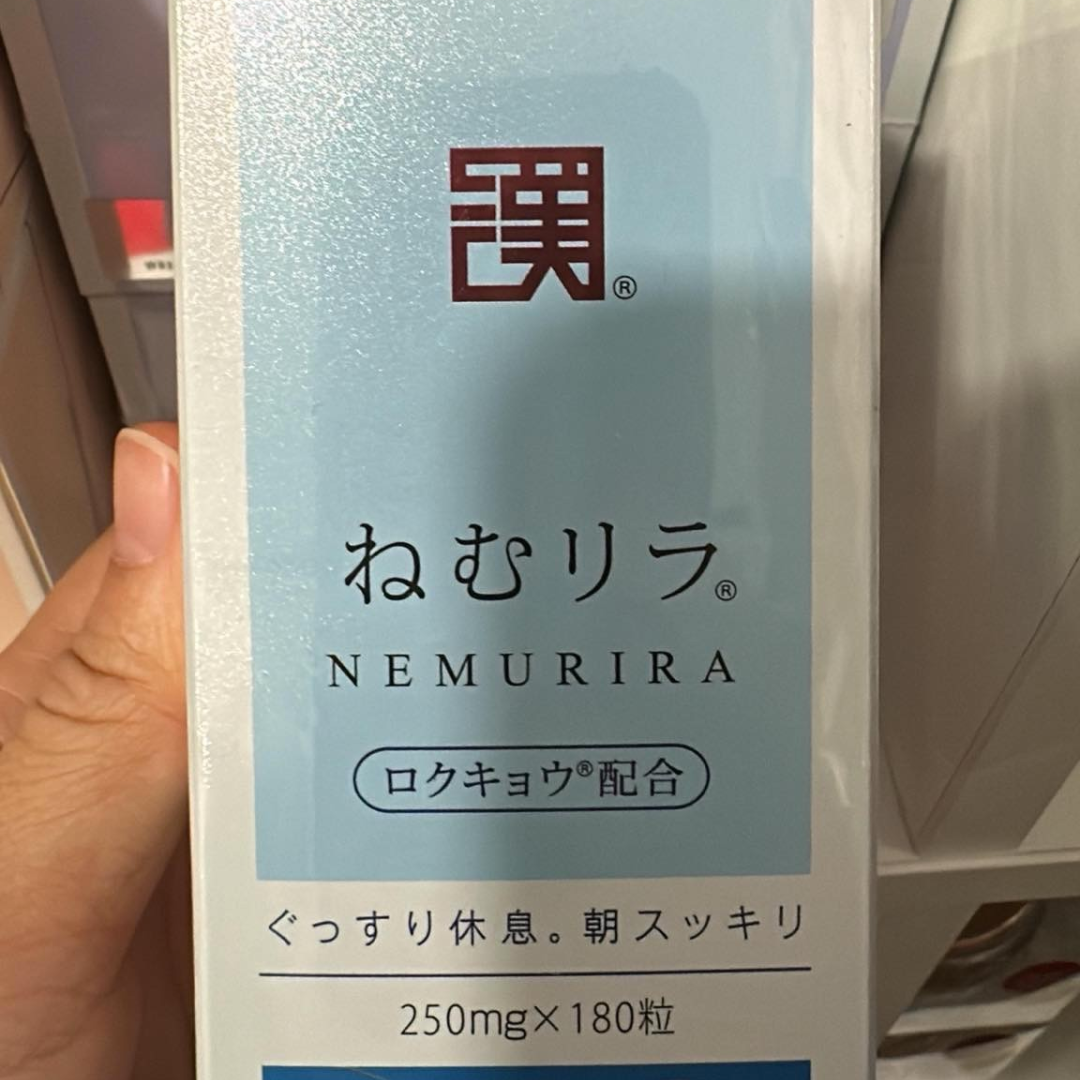 漢®
ねむリラ®
NEMURIRA
ロクキョウ®配合
ぐっすり休息。朝スッキリ
250mg×180粒